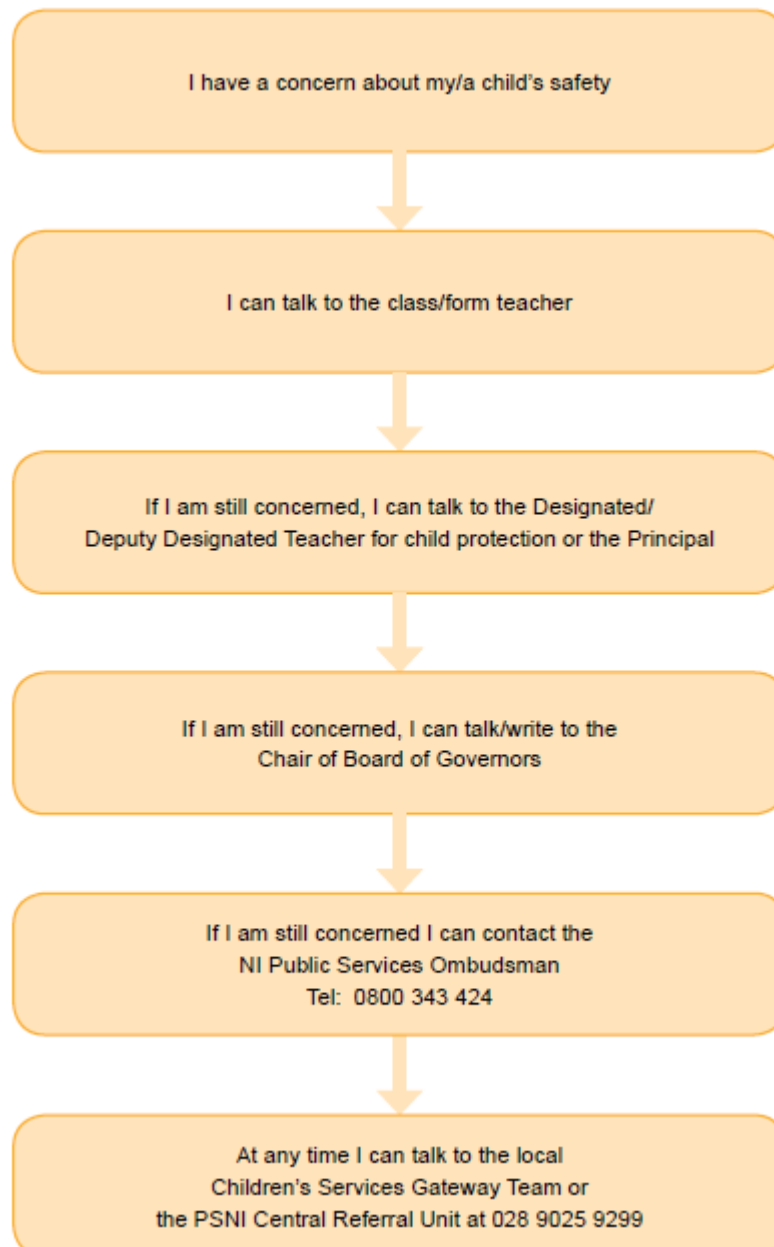 I have a concern about my/a child's safety
I can talk to the class/form teacher
If I am still concerned, I can talk to the Designated/
Deputy Designated Teacher for child protection or the Principal
If I am still concerned, I can talk/write to the
Chair of Board of Governors
If I am still concerned I can contact the
NI Public Services Ombudsman
Tel:  0800 343 424
At any time I can talk to the local
Children's Services Gateway Team or
the PSNI Central Referral Unit at 028 9025 9299